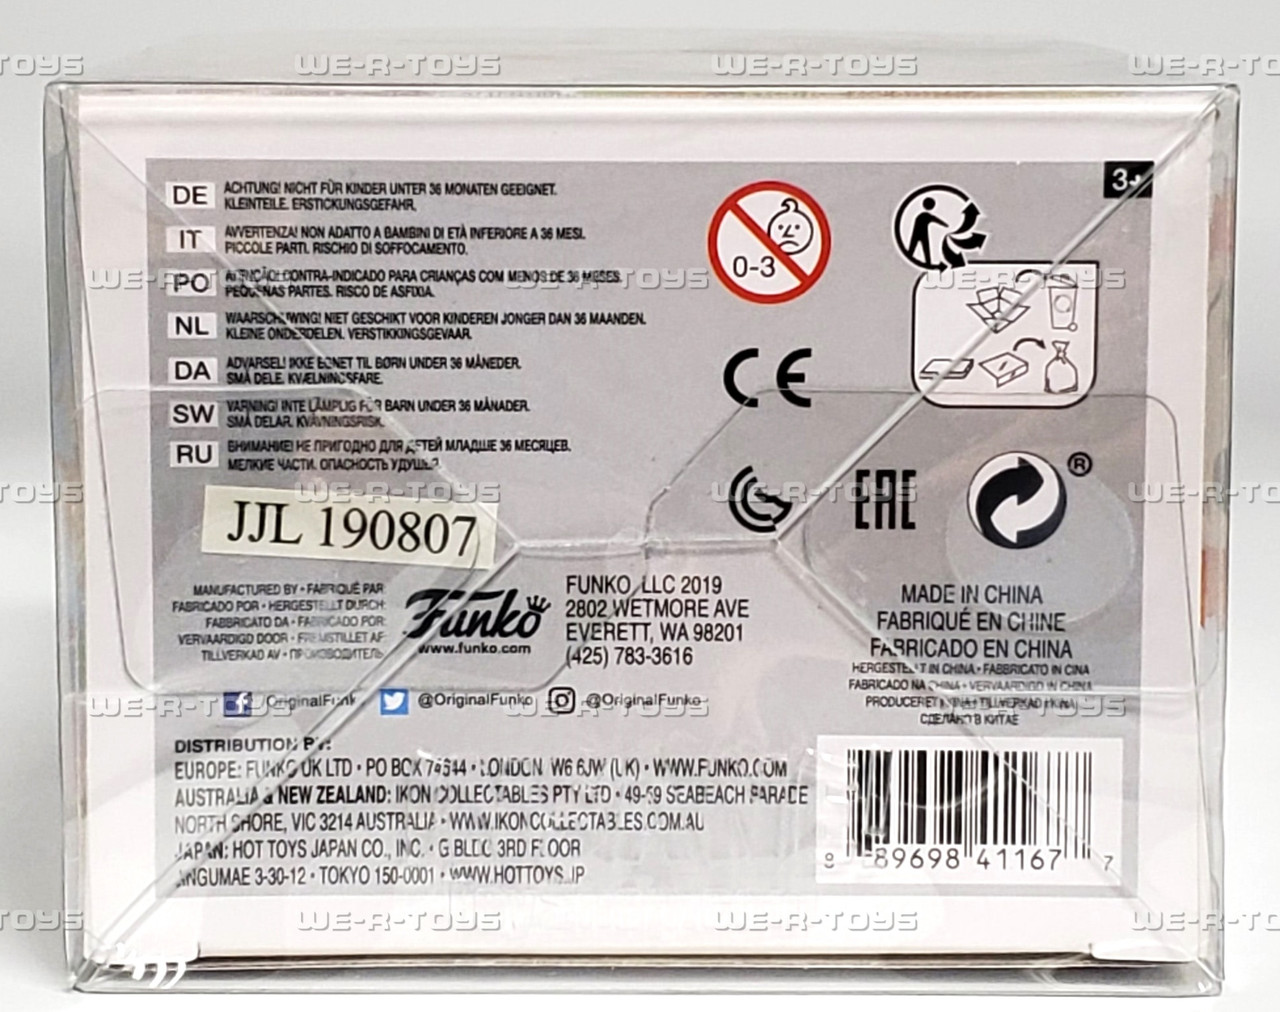 WE-R-TOYS
3+
DE ACHTUNG! NICHT FÜR KINDER UNTER 36 MONATEN GEEIGNET.
KLEINTEILE. ERSTICKUNGSGEFAHR.
IT AVVERTENZA! NON ADATTO A BAMBINI DI ETÀ INFERIORE A 36 MESI.
PICCOLE PARTI. RISCHIO DI SOFFOCAMENTO.
PO ATENÇÃO! CONTRA-INDICADO PARA CRIANÇAS COM MENOS DE 36 MESES.
PEQUENAS PARTES. RISCO DE ASFIXIA.
NL WAARSCHUWING! NIET GESCHIKT VOOR KINDEREN JONGER DAN 36 MAANDEN.
KLEINE ONDERDELEN. VERSTIKKINGSGEVAAR.
DA ADVARSEL! IKKE EGNET TIL BØRN UNDER 36 MÅNEDER.
SMÅ DELE. KVÆLNINGSFARE.
SW VARNING! INTE LÄMPLIG FÖR BARN UNDER 36 MÅNADER.
SMÅ DELAR. KVÄVNINGSRISK.
RU ВНИМАНИЕ! НЕ ПРИГОДНО ДЛЯ ДЕТЕЙ МЛАДШЕ 36 МЕСЯЦЕВ.
МЕЛКИЕ ЧАСТИ. ОПАСНОСТЬ УДУШЬЯ.
0-3
CE
EAC
®
JJL 190807
MANUFACTURED BY • FABRIQUÉ PAR
FABRICADO POR • HERGESTELLT DURCH:
FABBRICATO DA • FABRICADO POR:
VERVAARDIGD DOOR • FREMSTILLET AF:
TILLVERKAD AV • ПРОИЗВОДИТЕЛЬ:
Funko
www.funko.com
FUNKO, LLC 2019
2802 WETMORE AVE
EVERETT, WA 98201
(425) 783-3616
MADE IN CHINA
FABRIQUÉ EN CHINE
FABRICADO EN CHINA
HERGESTELLT IN CHINA • FABBRICATO IN CINA
FABRICADO NA CHINA • VERVAARDIGD IN CHINA
PRODUCERET I KINA • TILLVERKAD I KINA
СДЕЛАНО В КИТАЕ
/OriginalFunko @OriginalFunko @OriginalFunko
DISTRIBUTION BY:
EUROPE: FUNKO UK LTD • PO BOX 74644 • LONDON W6 6JW (UK) • WWW.FUNKO.COM
AUSTRALIA & NEW ZEALAND: IKON COLLECTABLES PTY LTD • 49-59 SEABEACH PARADE
NORTH SHORE, VIC 3214 AUSTRALIA • WWW.IKONCOLLECTABLES.COM.AU
JAPAN: HOT TOYS JAPAN CO., INC. • G BLDG 3RD FLOOR
JINGUMAE 3-30-12 • TOKYO 150-0001 • WWW.HOTTOYS.JP
8 89698 41167 7